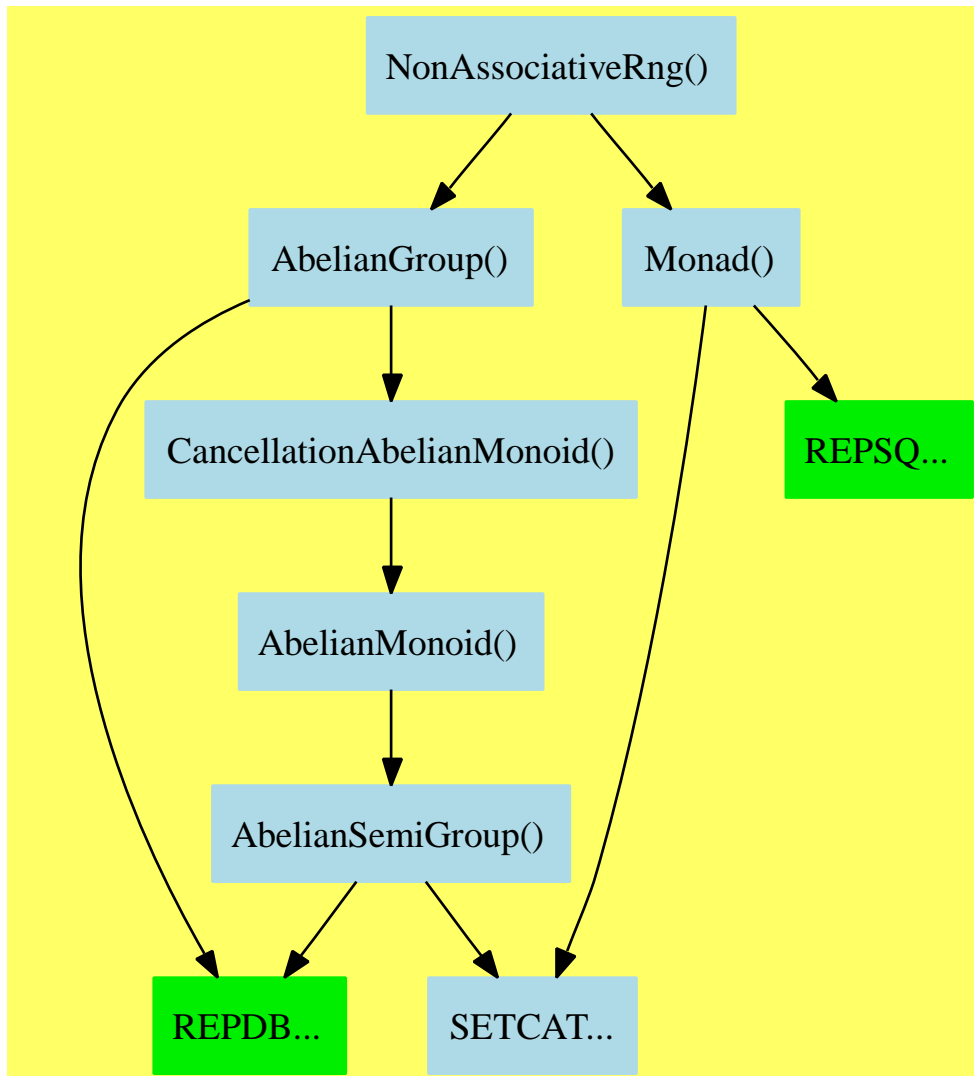 NonAssociativeRng()
AbelianGroup()
Monad()
CancellationAbelianMonoid()
REPSQ...
AbelianMonoid()
AbelianSemiGroup()
REPDB...
SETCAT...